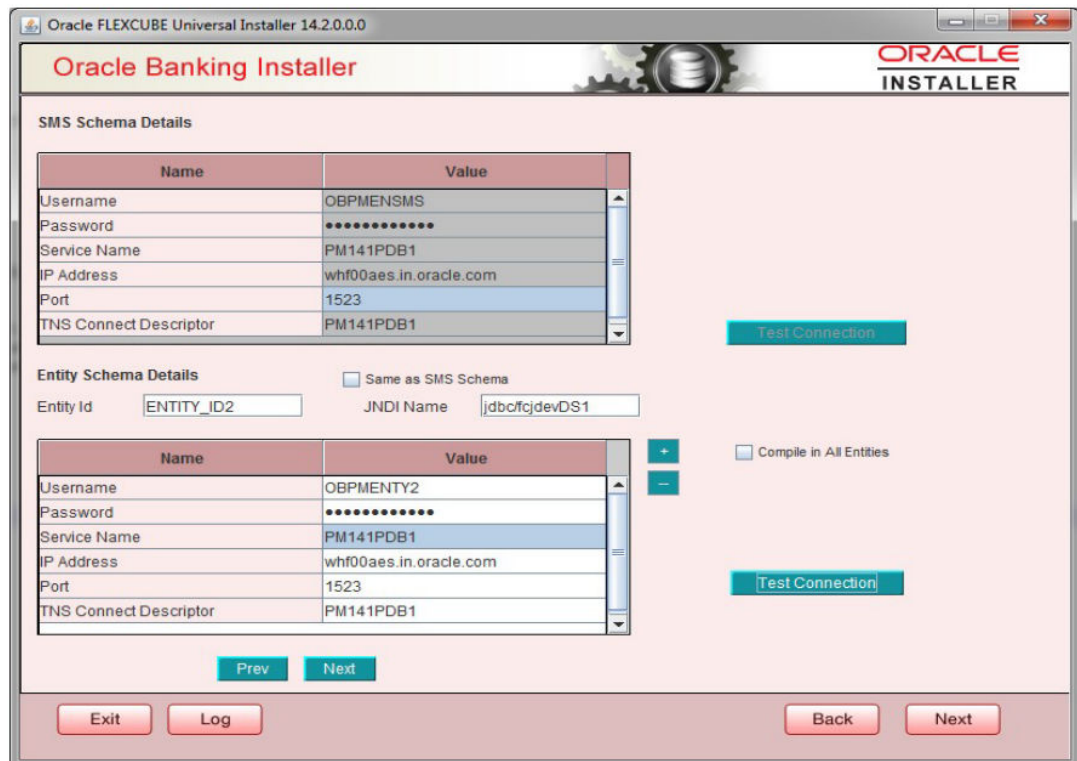 Oracle FLEXCUBE Universal Installer 14.2.0.0.0
Oracle Banking Installer
ORACLE
INSTALLER
SMS Schema Details
Name Value
Username OBPMENSMS
Password ••••••••••••
Service Name PM141PDB1
IP Address whf00aes.in.oracle.com
Port 1523
TNS Connect Descriptor PM141PDB1
Test Connection
Entity Schema Details Same as SMS Schema
Entity Id ENTITY_ID2 JNDI Name jdbc/fcjdevDS1
Name Value
+ Compile in All Entities
Username OBPMENTY2
–
Password ••••••••••••
Service Name PM141PDB1
IP Address whf00aes.in.oracle.com
Port 1523
Test Connection
TNS Connect Descriptor PM141PDB1
Prev Next
Exit Log Back Next